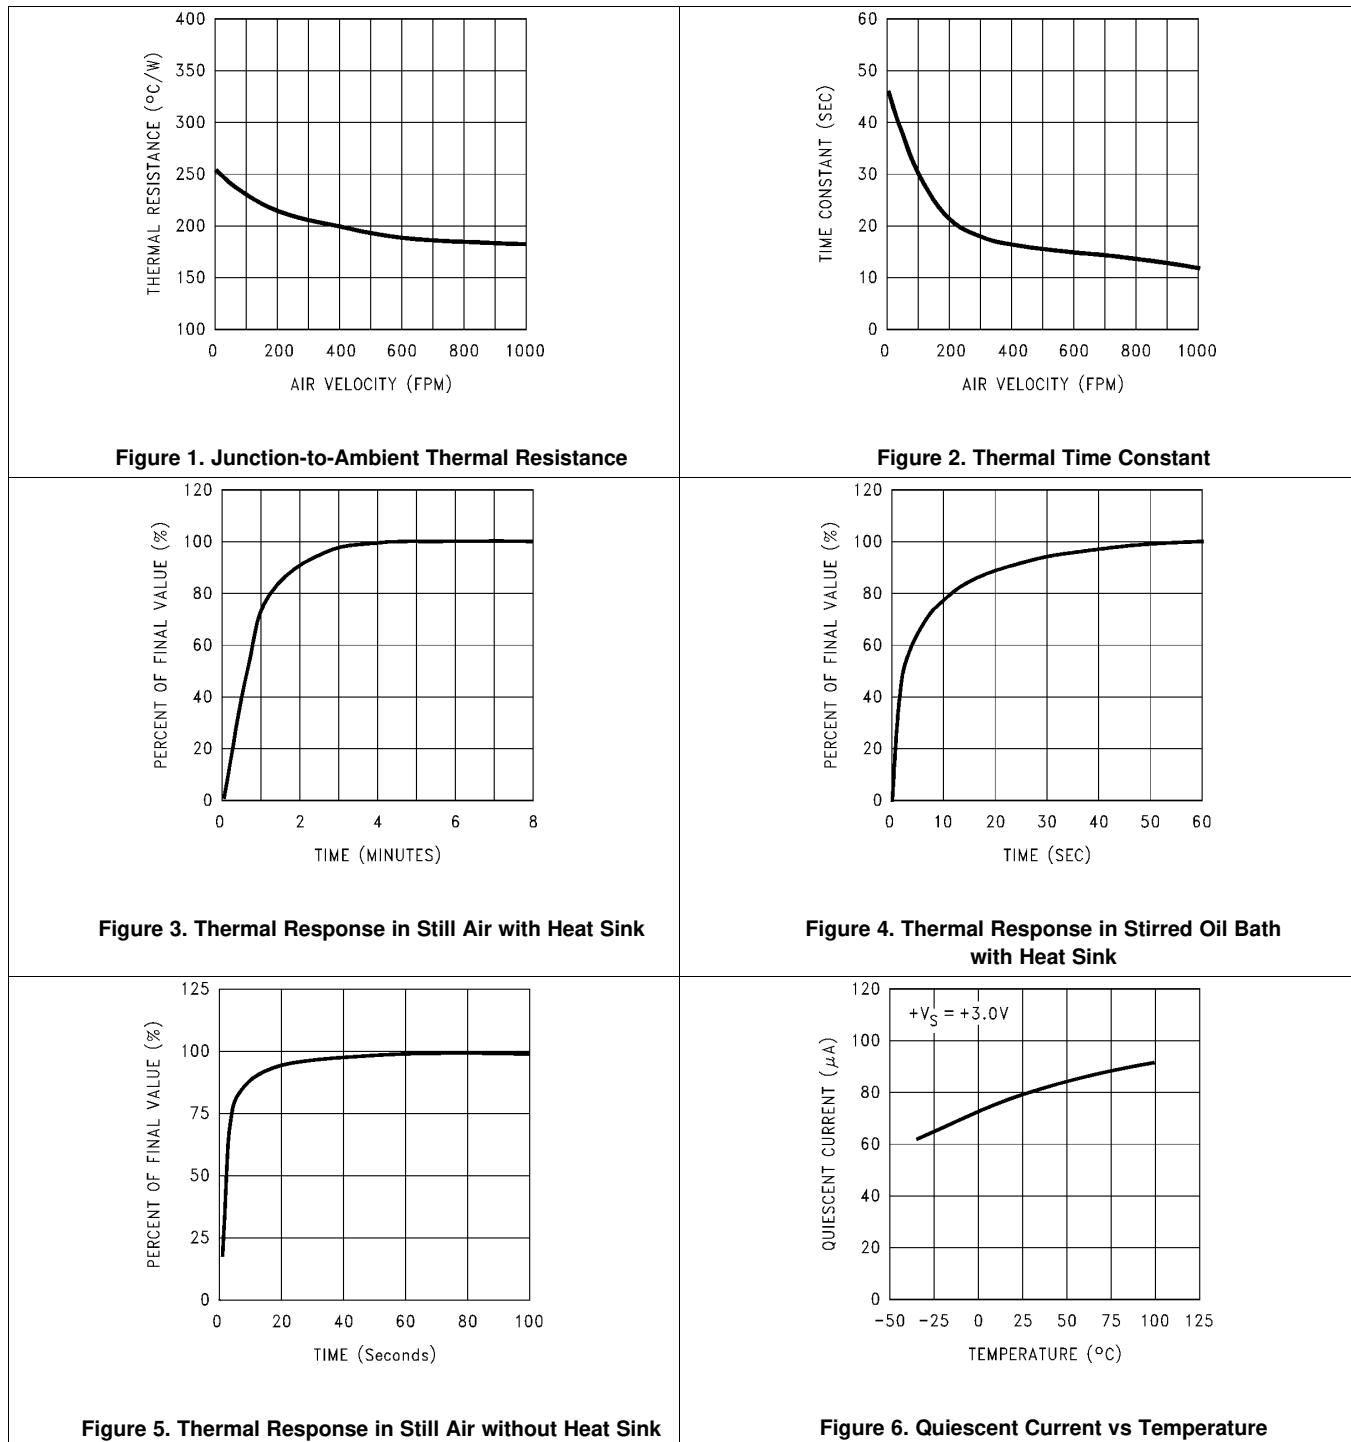 400
350
300
250
200
150
100
THERMAL RESISTANCE (°C/W)
0 200 400 600 800 1000
AIR VELOCITY (FPM)
Figure 1. Junction-to-Ambient Thermal Resistance
60
50
40
30
20
10
0
TIME CONSTANT (SEC)
0 200 400 600 800 1000
AIR VELOCITY (FPM)
Figure 2. Thermal Time Constant
120
100
80
60
40
20
0
PERCENT OF FINAL VALUE (%)
0 2 4 6 8
TIME (MINUTES)
Figure 3. Thermal Response in Still Air with Heat Sink
120
100
80
60
40
20
0
PERCENT OF FINAL VALUE (%)
0 10 20 30 40 50 60
TIME (SEC)
Figure 4. Thermal Response in Stirred Oil Bath
with Heat Sink
125
100
75
50
25
0
PERCENT OF FINAL VALUE (%)
0 20 40 60 80 100
TIME (Seconds)
Figure 5. Thermal Response in Still Air without Heat Sink
120
100
80
60
40
20
0
QUIESCENT CURRENT (μA)
+VS = +3.0V
-50 -25 0 25 50 75 100 125
TEMPERATURE (°C)
Figure 6. Quiescent Current vs Temperature